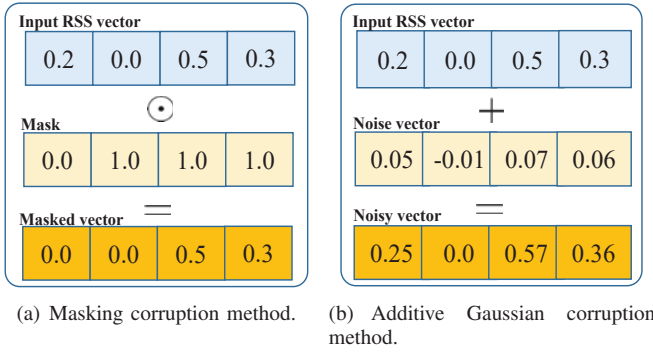 Input RSS vector
0.2 0.0 0.5 0.3
⊙
Mask
0.0 1.0 1.0 1.0
=
Masked vector
0.0 0.0 0.5 0.3
(a) Masking corruption method.
Input RSS vector
0.2 0.0 0.5 0.3
+
Noise vector
0.05 -0.01 0.07 0.06
=
Noisy vector
0.25 0.0 0.57 0.36
(b) Additive Gaussian corruption
method.